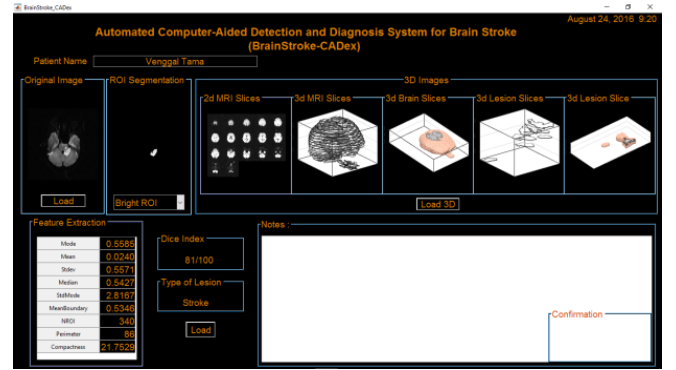 BrainStroke_CADex
August 24, 2016 9:20
Automated Computer-Aided Detection and Diagnosis System for Brain Stroke
(BrainStroke-CADex)
Patient Name
Venggal Tama
Original Image
ROI Segmentation
3D Images
2d MRI Slices
3d MRI Slices
3d Brain Slices
3d Lesion Slices
3d Lesion Slice
Load
Bright ROI
Load 3D
Feature Extraction
Mode 0.5585
Mean 0.0240
Stdev 0.5571
Median 0.5427
StdMode 2.8167
MeanBoundary 0.5346
NROI 340
Perimeter 86
Compactness 21.7529
Dice Index
81/100
Type of Lesion
Stroke
Load
Notes :
Confirmation